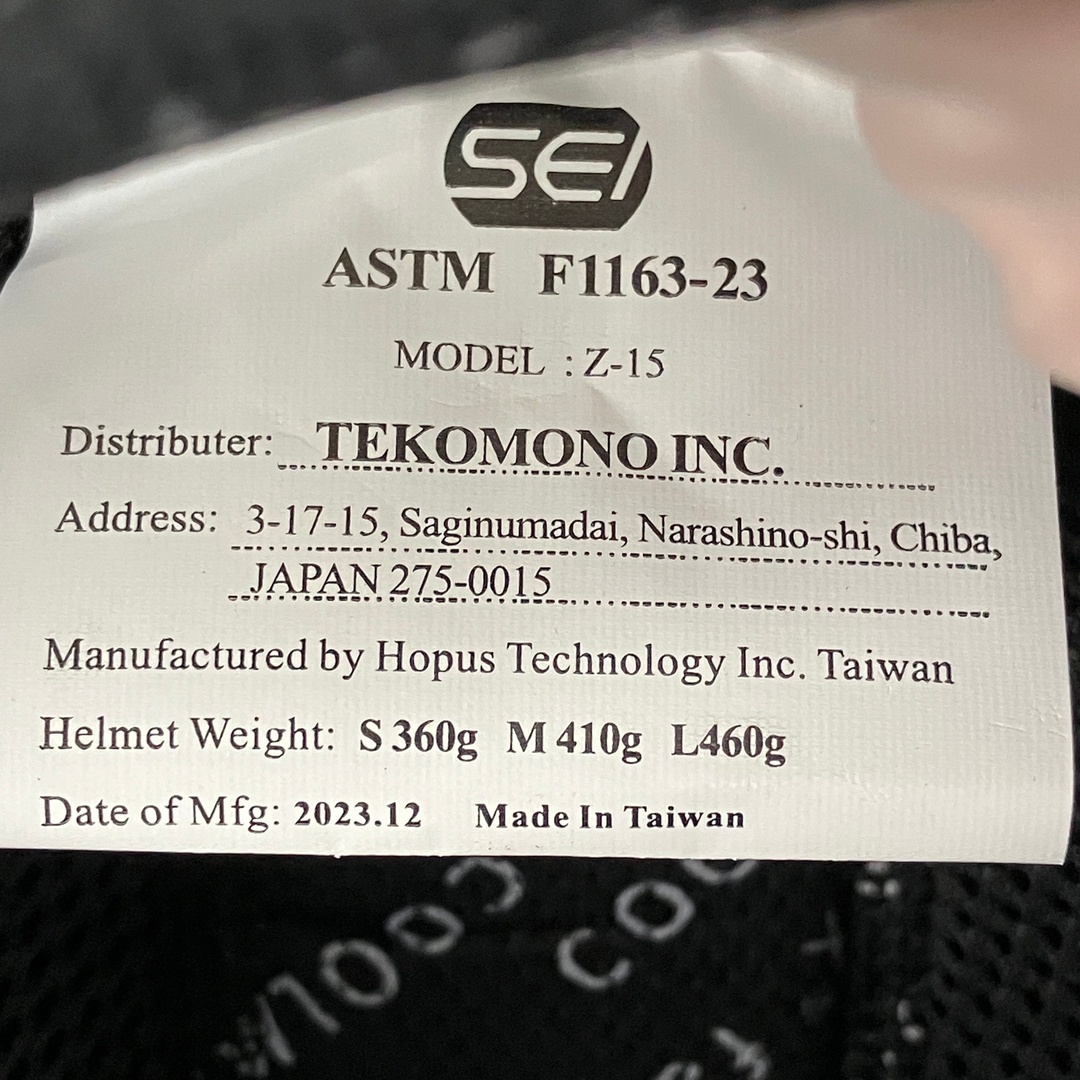 SEI
ASTM F1163-23
MODEL : Z-15
Distributer: TEKOMONO INC.
Address: 3-17-15, Saginumadai, Narashino-shi, Chiba,
JAPAN 275-0015
Manufactured by Hopus Technology Inc. Taiwan
Helmet Weight: S 360g M 410g L460g
Date of Mfg: 2023.12 Made In Taiwan